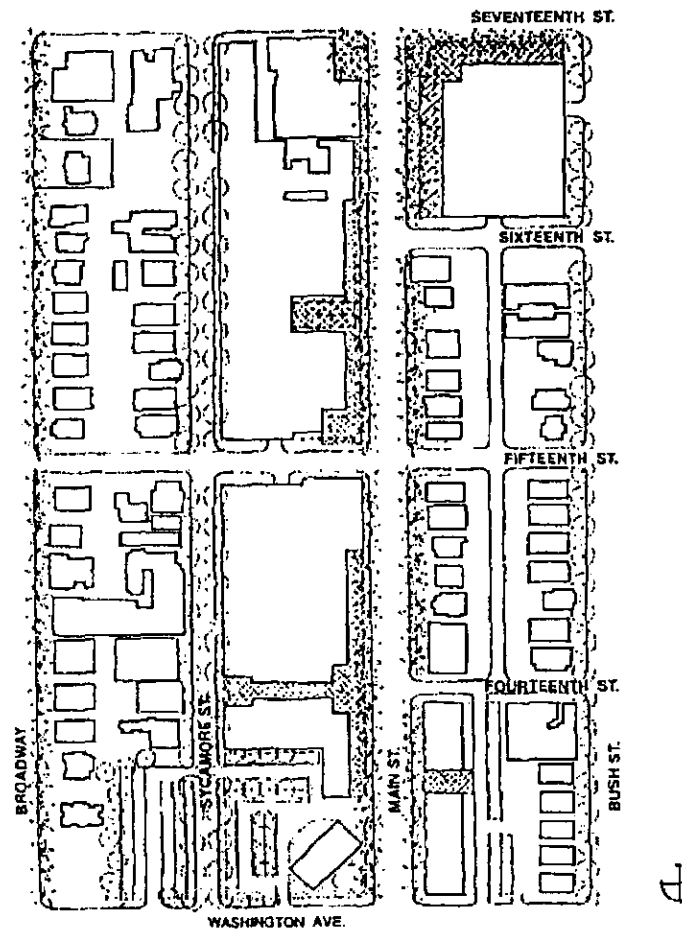 SEVENTEENTH ST.
SIXTEENTH ST.
FIFTEENTH ST.
FOURTEENTH ST.
BROADWAY
SYCAMORE ST.
MAIN ST.
BUSH ST.
WASHINGTON AVE.